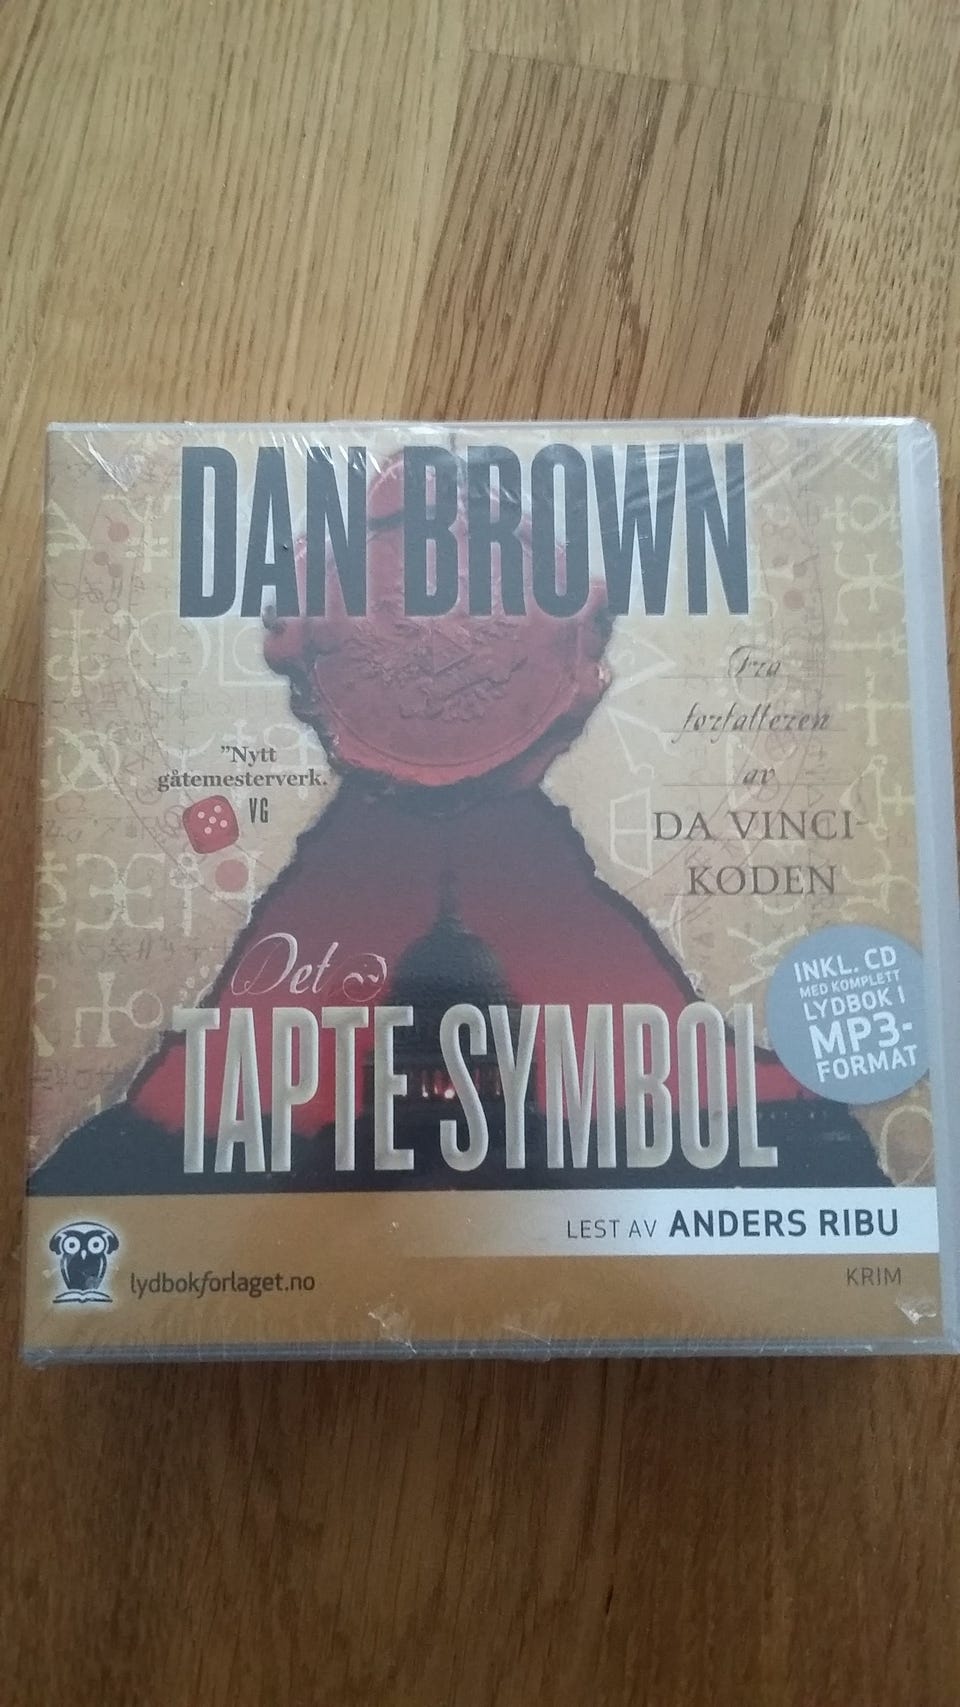 DAN BROWN
Fra
forfatteren
av
DA VINCI-
KODEN
"Nytt
gåtemesterverk.
VG
INKL. CD
MED KOMPLETT
LYDBOK I
MP3-
FORMAT
Det
TAPTE SYMBOL
LEST AV ANDERS RIBU
lydbokforlaget.no
KRIM